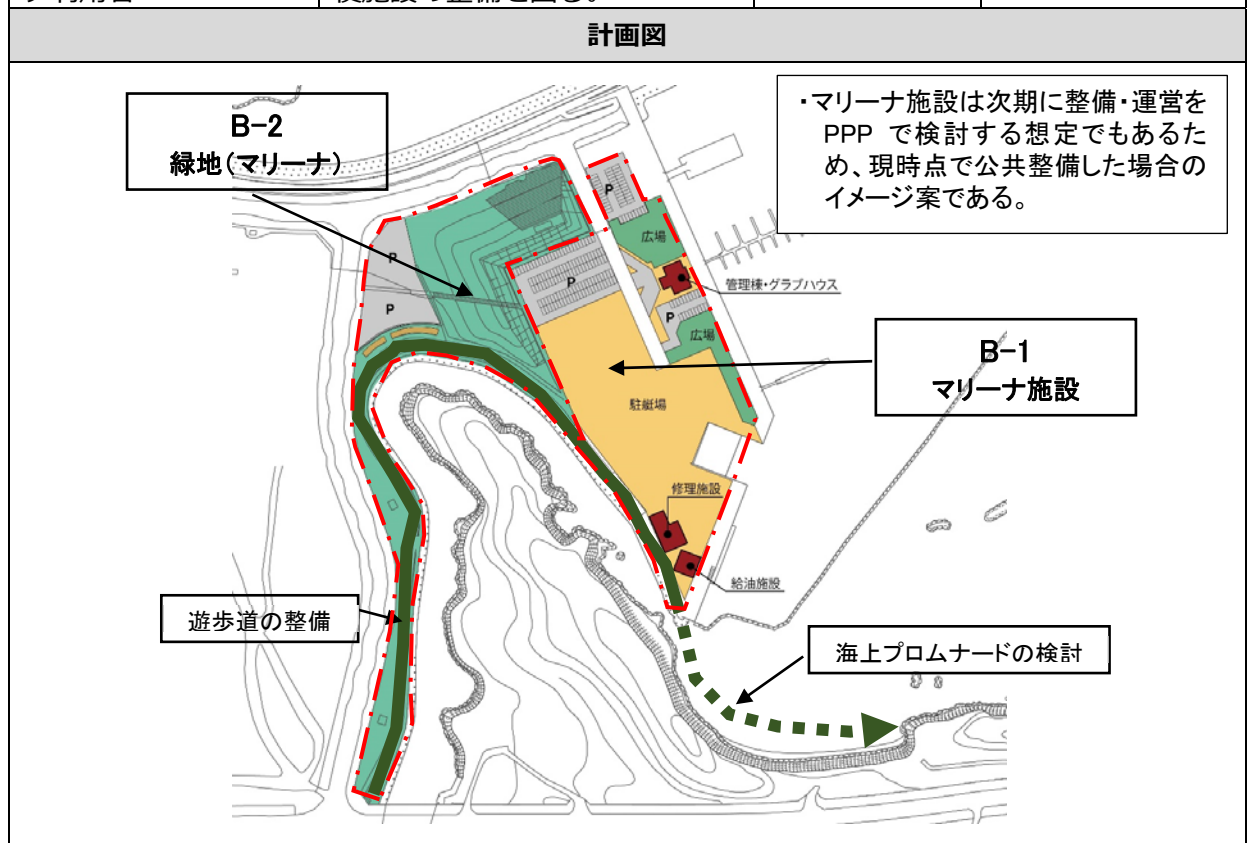 計画図
B-2
緑地(マリーナ)
・マリーナ施設は次期に整備・運営を
PPP で検討する想定でもあるた
め、現時点で公共整備した場合の
イメージ案である。
P
広場
管理棟・グラブハウス
P
P
P
P
広場
B-1
マリーナ施設
駐艇場
修理施設
給油施設
遊歩道の整備
海上プロムナードの検討